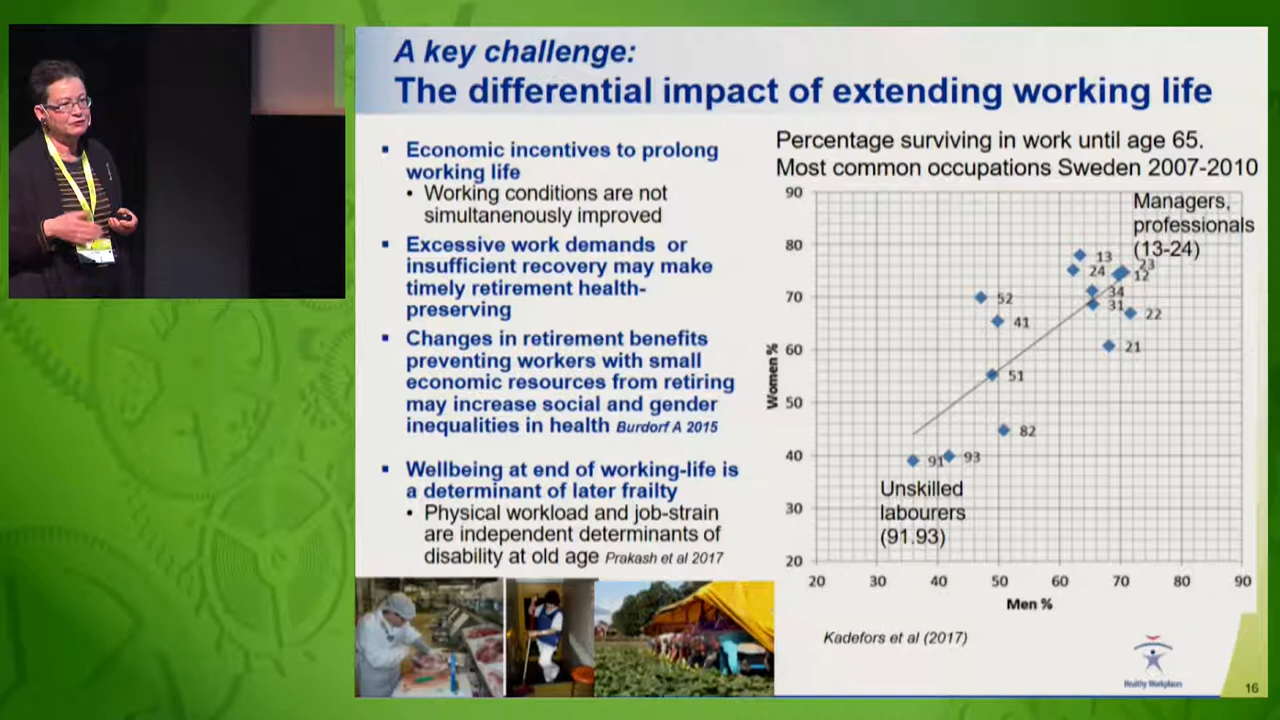 A key challenge:
The differential impact of extending working life
▪ Economic incentives to prolong
working life
• Working conditions are not
simultanenously improved
▪ Excessive work demands or
insufficient recovery may make
timely retirement health-
preserving
▪ Changes in retirement benefits
preventing workers with small
economic resources from retiring
may increase social and gender
inequalities in health Burdorf A 2015
▪ Wellbeing at end of working-life is
a determinant of later frailty
• Physical workload and job-strain
are independent determinants of
disability at old age Prakash et al 2017
Percentage surviving in work until age 65.
Most common occupations Sweden 2007-2010
Managers,
professionals
(13-24)
90
80
70
60
50
40
30
20
Women %
13
24
23
12
34
31
22
21
52
41
51
82
91
93
Unskilled
labourers
(91.93)
20 30 40 50 60 70 80 90
Men %
Kadefors et al (2017)
Healthy Workplaces
16